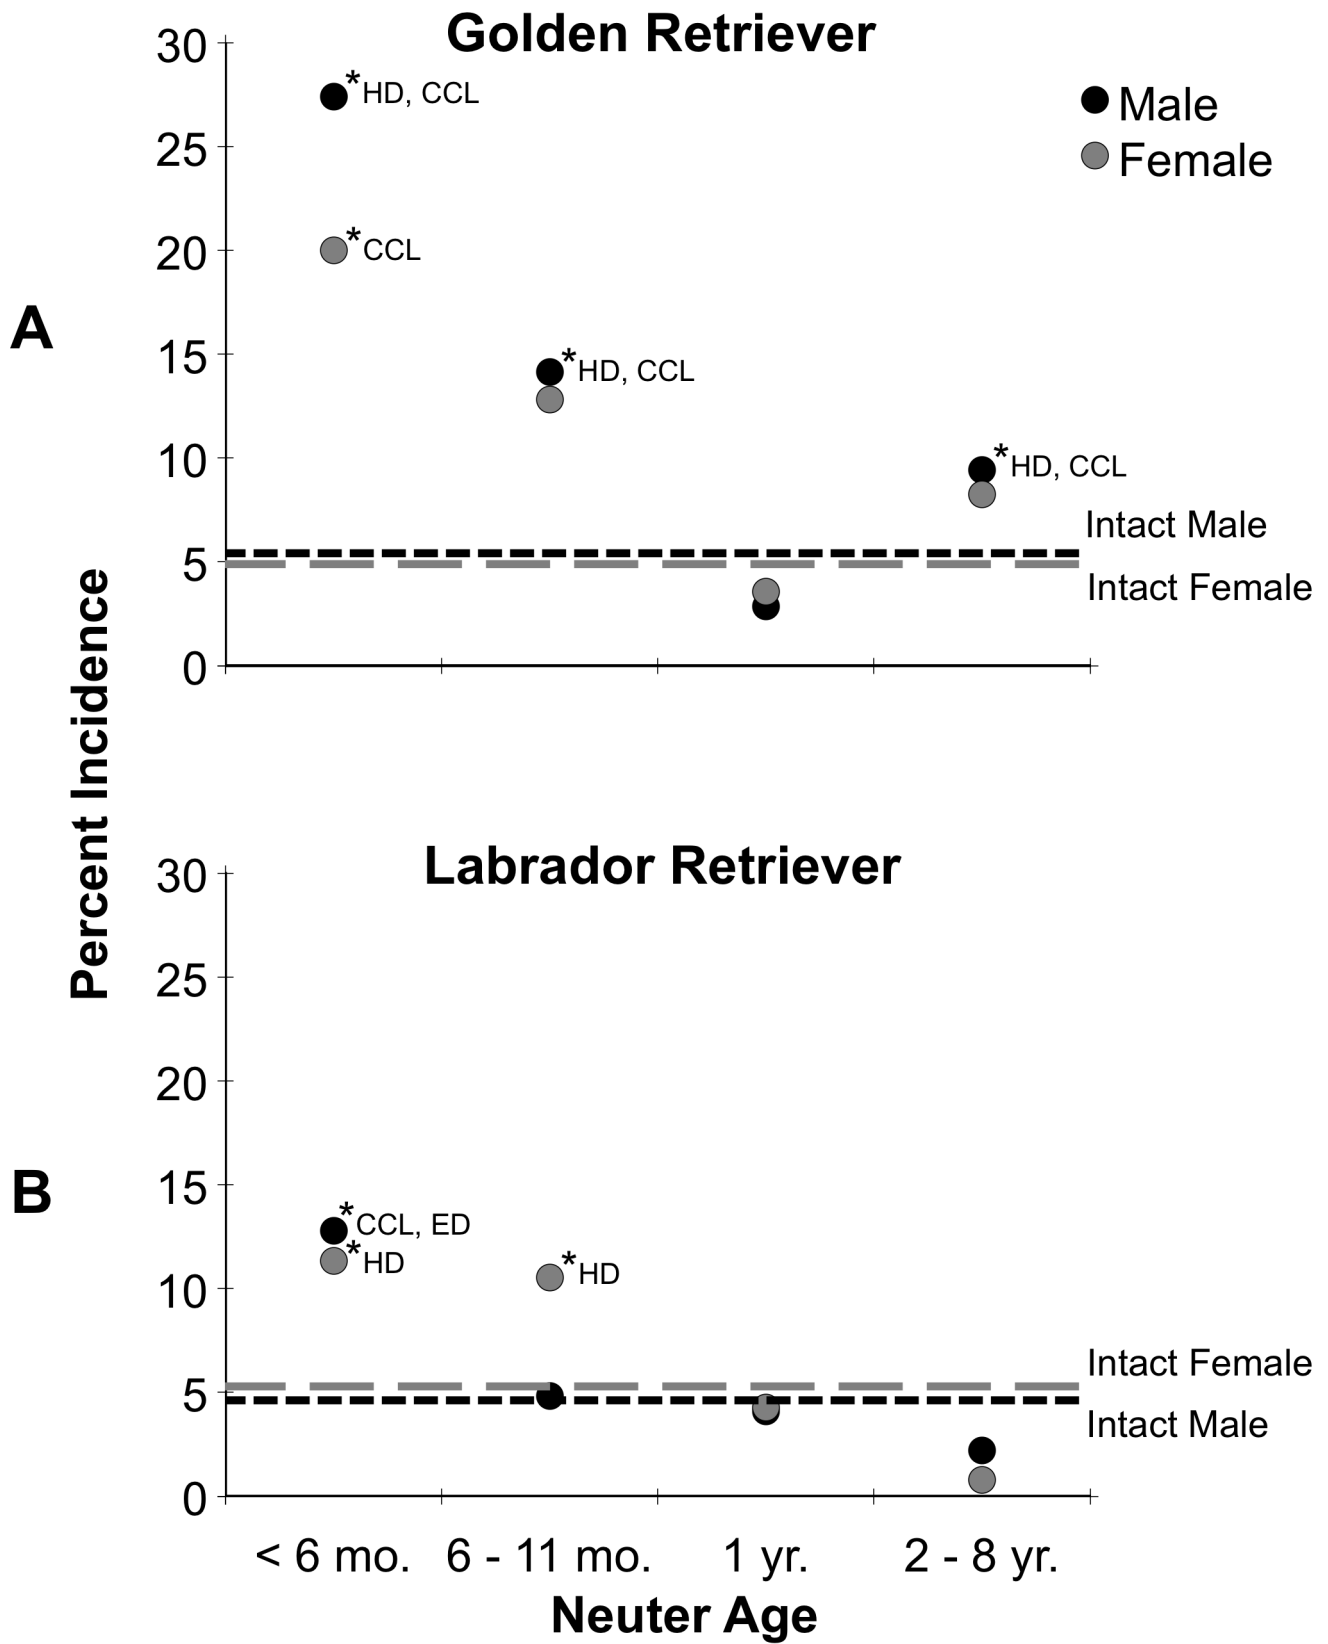 Golden Retriever
30
*HD, CCL
Male
Female
25
20
*CCL
A
15
*HD, CCL
10
*HD, CCL
Intact Male
5
Intact Female
0
Percent Incidence
Labrador Retriever
30
25
20
B
15
*CCL, ED
*HD
*HD
10
Intact Female
5
Intact Male
0
< 6 mo. 6 - 11 mo. 1 yr. 2 - 8 yr.
Neuter Age